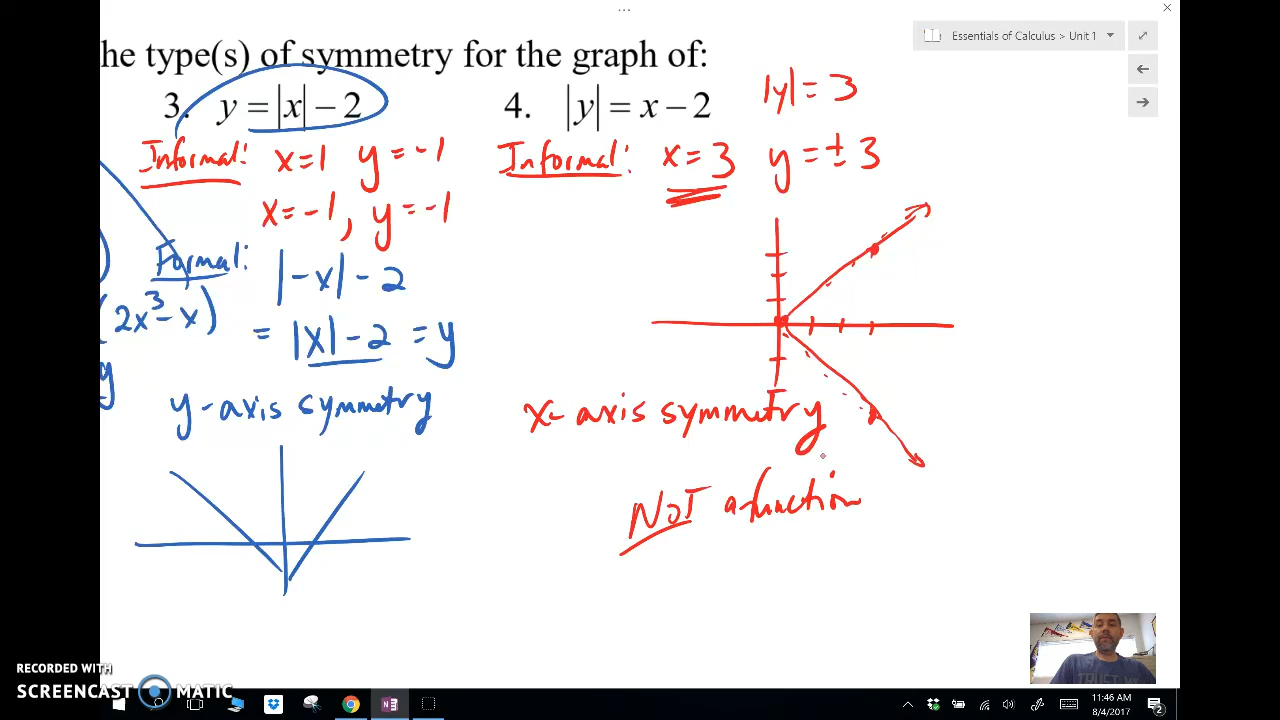 Essentials of Calculus > Unit 1
he type(s) of symmetry for the graph of:
3. y = |x| − 2
Informal: x=1 y=-1
x=-1, y=-1
Formal: |-x| - 2
= |x| - 2 = y
2x³-x)
y
y-axis symmetry
4. |y| = x − 2
|y| = 3
Informal: x=3 y = ± 3
x-axis symmetry
NOT a function
RECORDED WITH
SCREENCAST MATIC
11:46 AM
8/4/2017
2